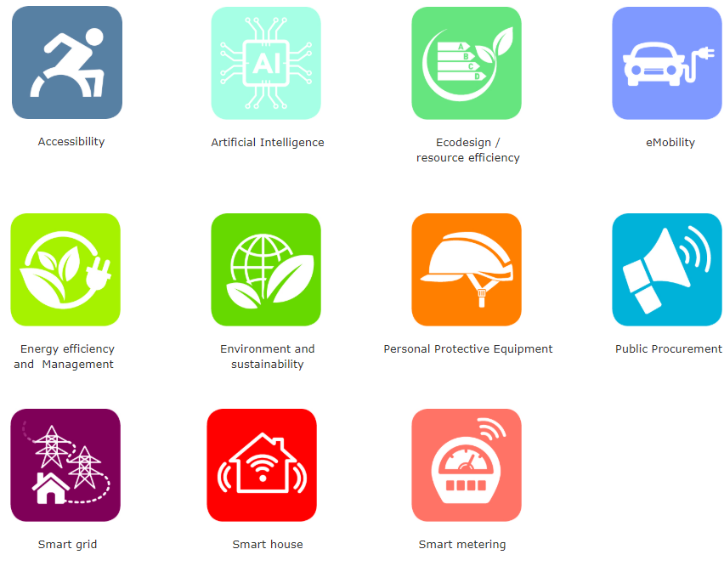 AI
A
B
C
D
Accessibility
Artificial Intelligence
Ecodesign /
resource efficiency
eMobility
Energy efficiency
and Management
Environment and
sustainability
Personal Protective Equipment
Public Procurement
Smart grid
Smart house
Smart metering